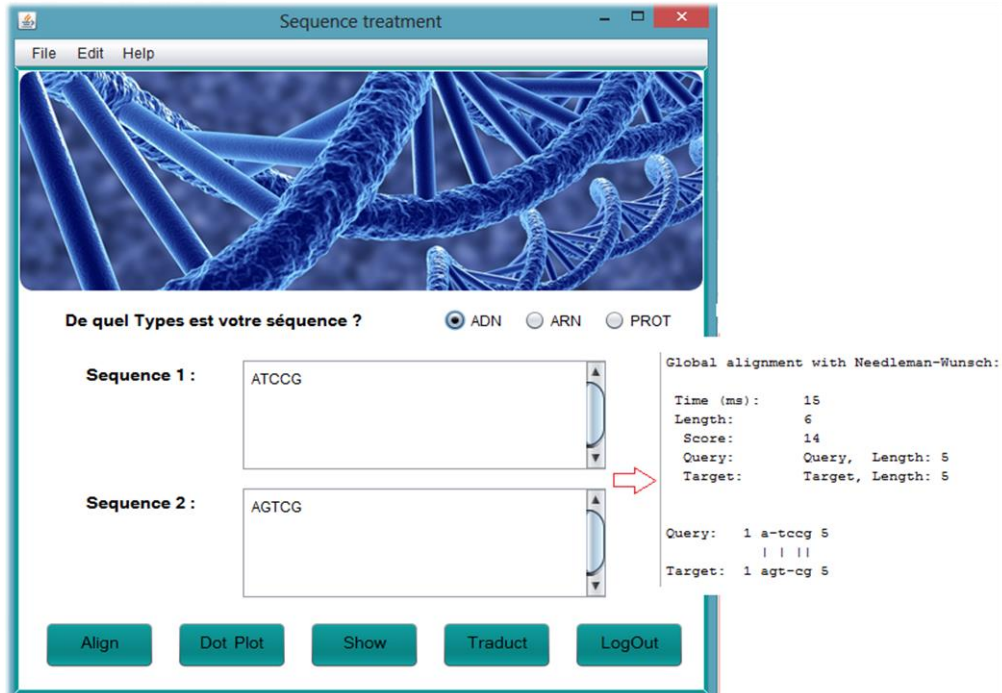 Sequence treatment
File Edit Help
De quel Types est votre séquence ? ADN ARN PROT
Sequence 1 :
ATCCG
Sequence 2 :
AGTCG
Align Dot Plot Show Traduct LogOut
Global alignment with Needleman-Wunsch:
Time (ms): 15
Length: 6
Score: 14
Query: Query, Length: 5
Target: Target, Length: 5
Query: 1 a-tccg 5
| | ||
Target: 1 agt-cg 5